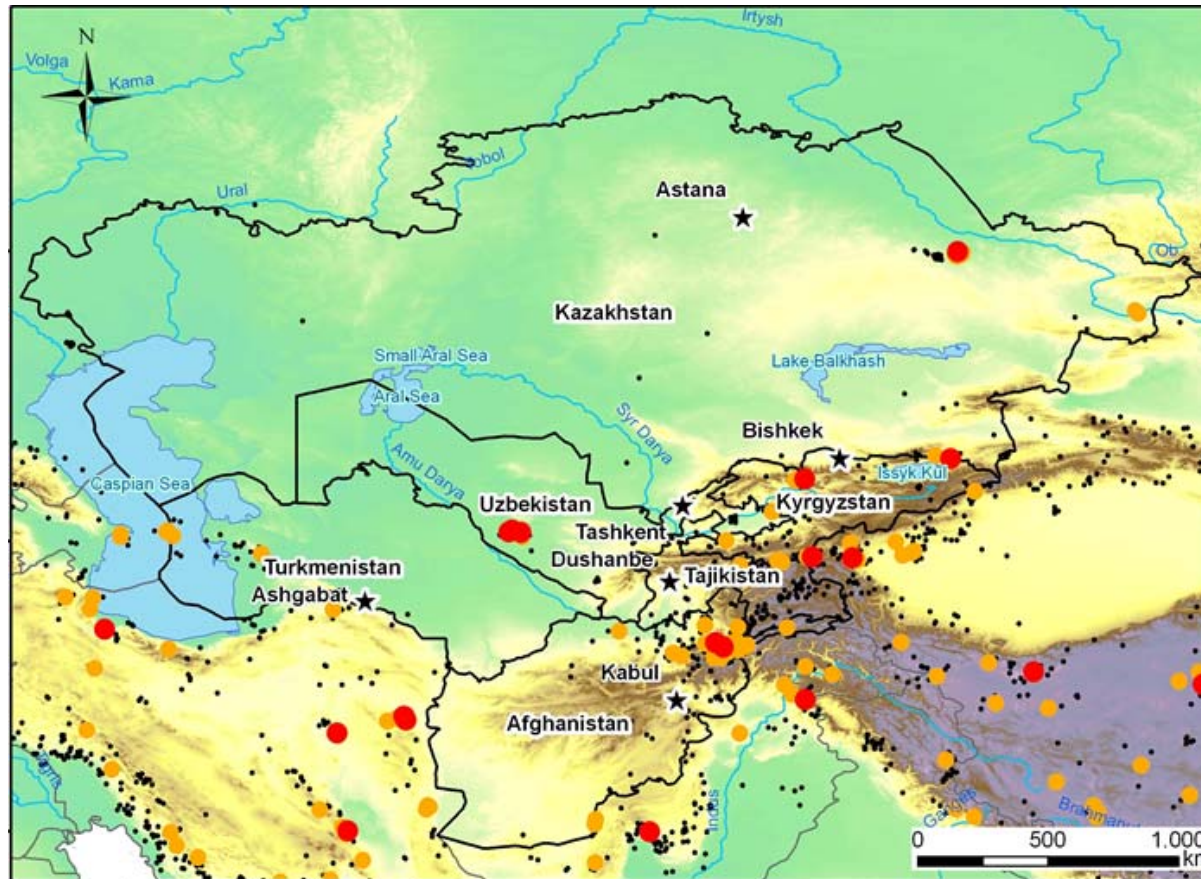 Irtysh
N
Volga
Kama
Tobol
Ural
Astana
Ob
Kazakhstan
Small Aral Sea
Lake Balkhash
Aral Sea
Syr Darya
Bishkek
Amu Darya
Issyk Kul
Caspian Sea
Uzbekistan
Kyrgyzstan
Tashkent
Dushanbe
Turkmenistan
Tajikistan
Ashgabat
Kabul
Afghanistan
Indus
Ganges
0 500 1.000
km